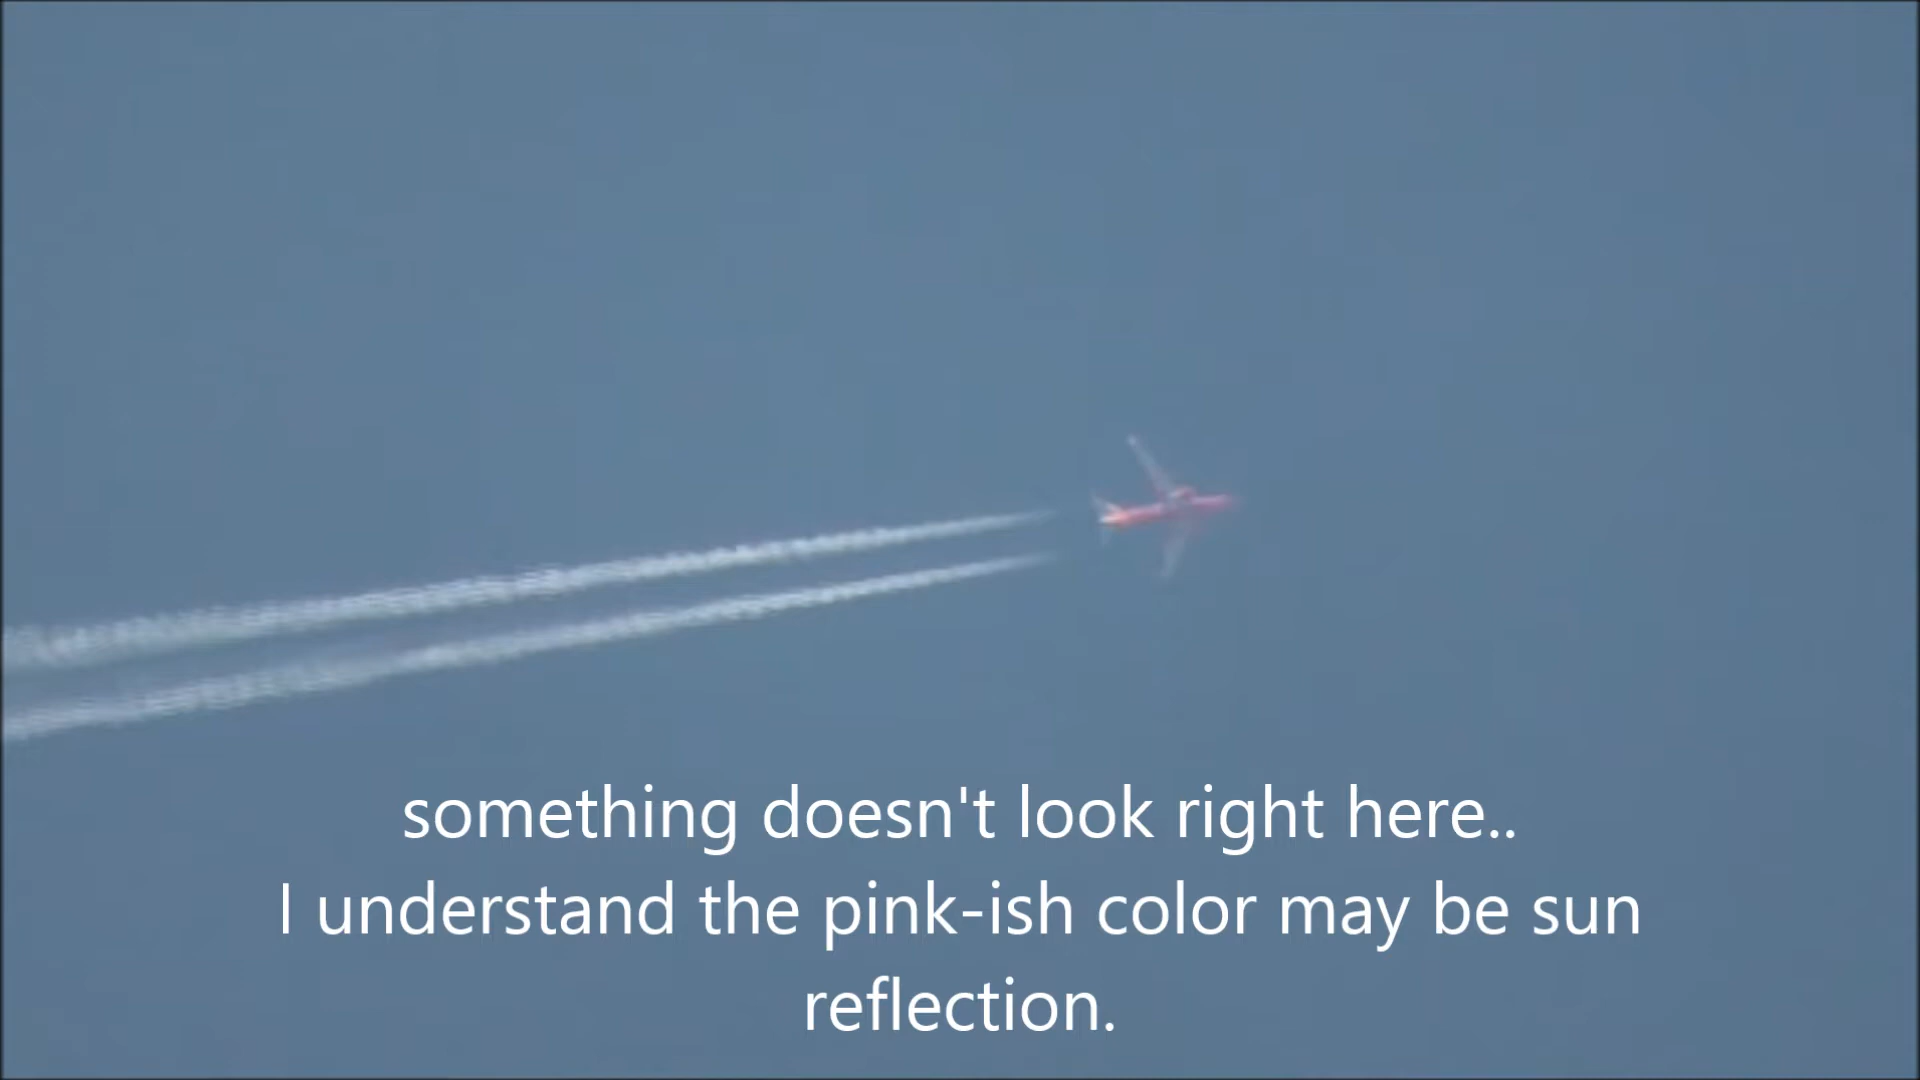 something doesn't look right here..
I understand the pink-ish color may be sun
reflection.